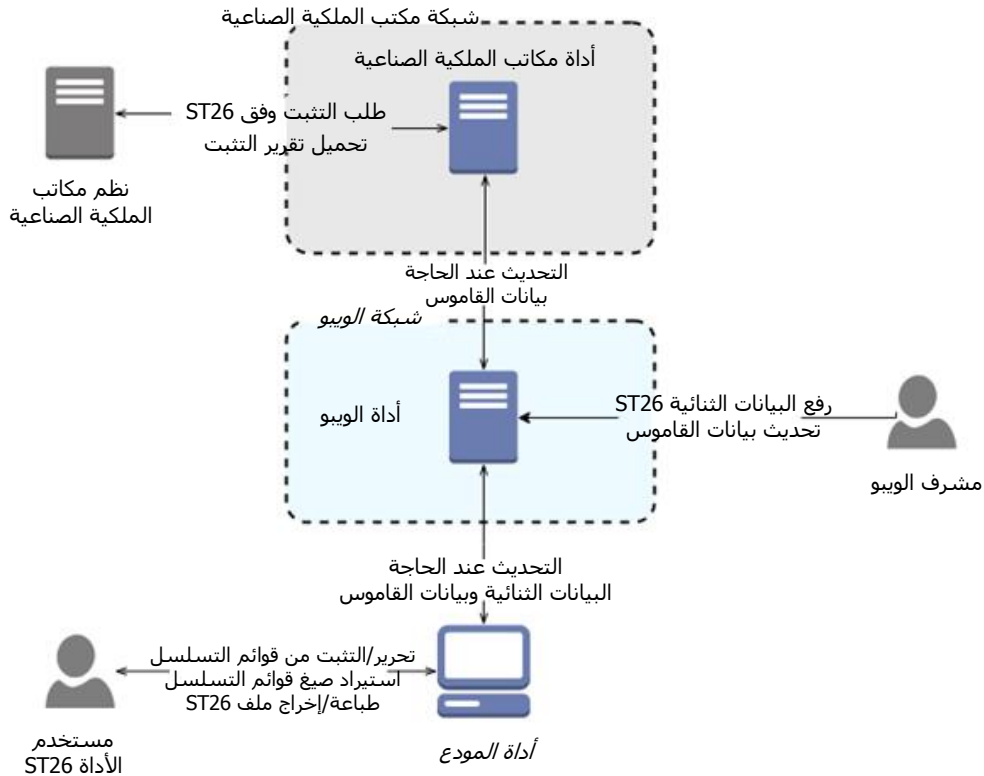 شبكة مكتب الملكية الصناعية
أداة مكاتب الملكية الصناعية
طلب التثبت وفق ST26
تحميل تقرير التثبت
نظم مكاتب
الملكية الصناعية
التحديث عند الحاجة
بيانات القاموس
شبكة الويبو
أداة الويبو
رفع البيانات الثنائية ST26
تحديث بيانات القاموس
مشرف الويبو
التحديث عند الحاجة
البيانات الثنائية وبيانات القاموس
تحرير/التثبت من قوائم التسلسل
استيراد صيغ قوائم التسلسل
طباعة/إخراج ملف ST26
مستخدم
الأداة ST26
أداة المودع